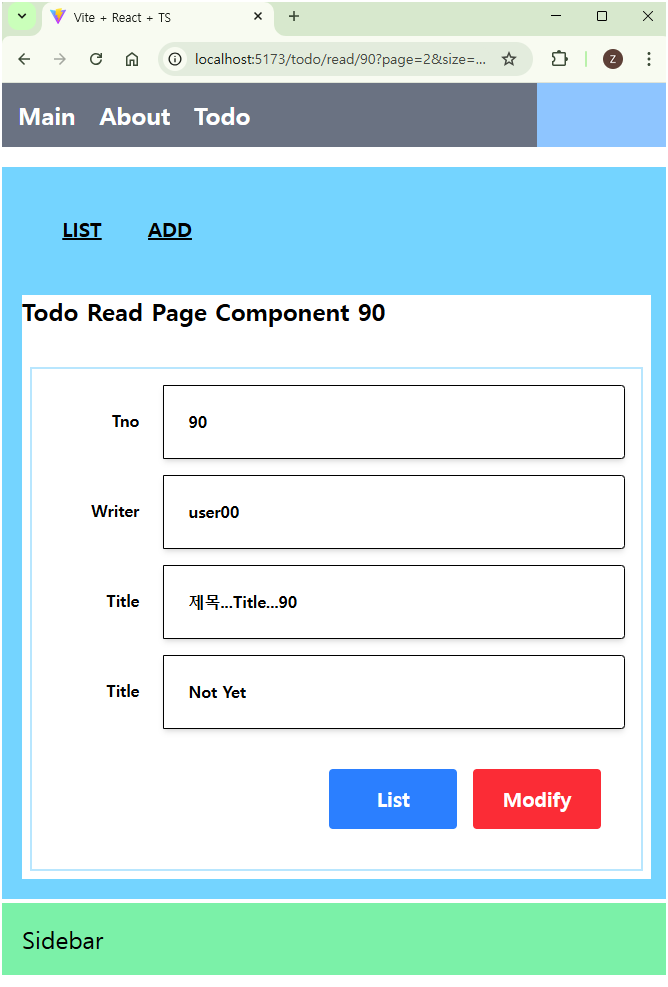 Vite + React + TS
localhost:5173/todo/read/90?page=2&size=...
Z
Main About Todo
LIST ADD
Todo Read Page Component 90
Tno 90
Writer user00
Title 제목...Title...90
Title Not Yet
List Modify
Sidebar